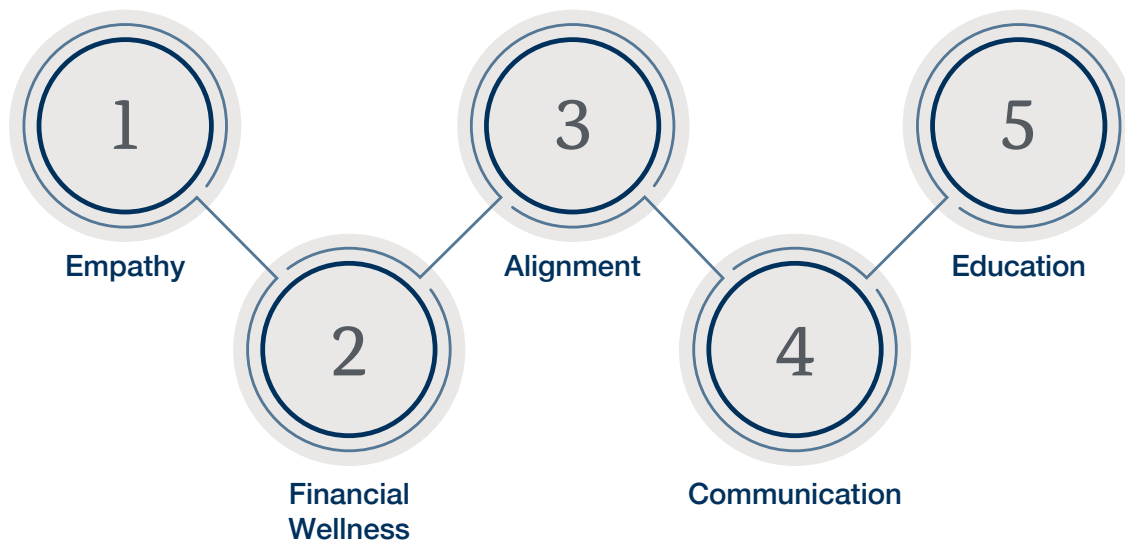 1
Empathy
2
Financial
Wellness
3
Alignment
4
Communication
5
Education